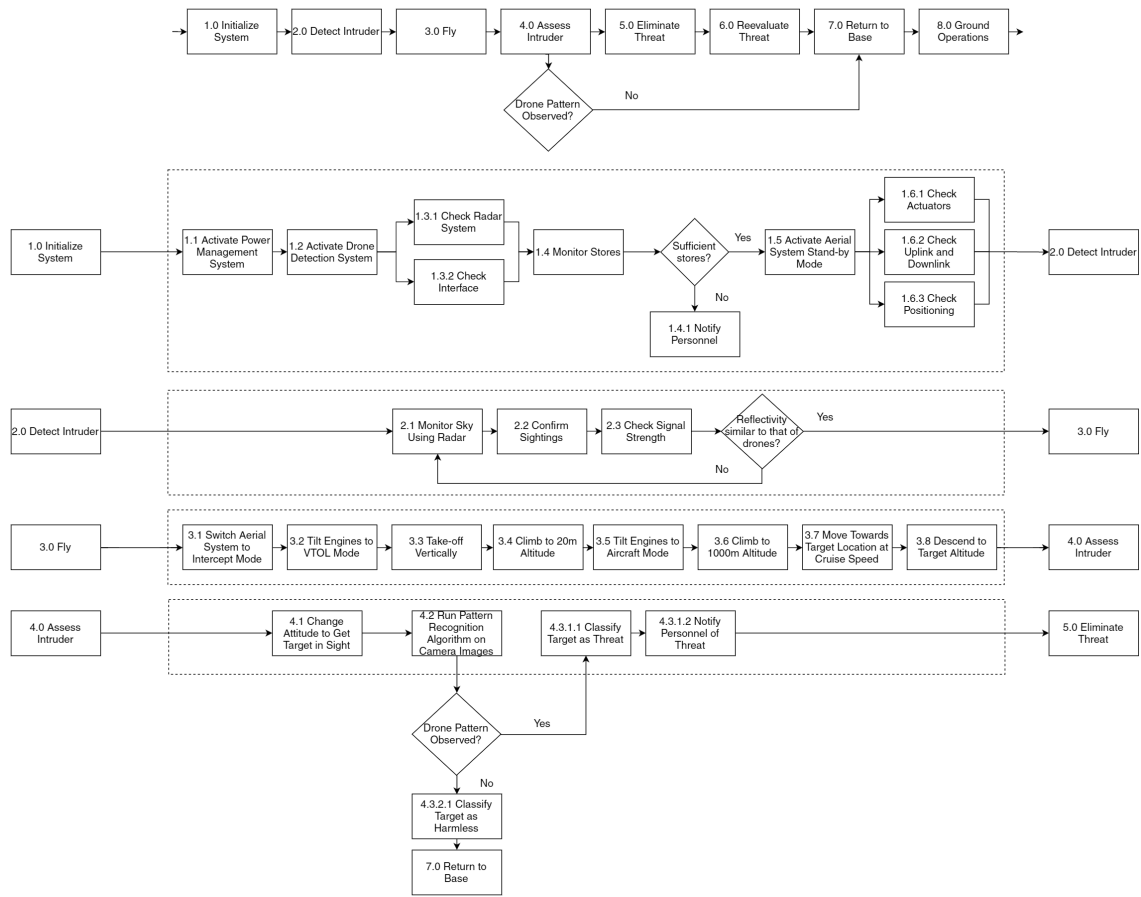 1.0 Initialize
System
2.0 Detect Intruder
3.0 Fly
4.0 Assess
Intruder
5.0 Eliminate
Threat
6.0 Reevaluate
Threat
7.0 Return to
Base
8.0 Ground
Operations
Drone Pattern
Observed?
No
1.0 Initialize
System
1.1 Activate Power
Management
System
1.2 Activate Drone
Detection System
1.3.1 Check Radar
System
1.3.2 Check
Interface
1.4 Monitor Stores
Sufficient
stores?
Yes
No
1.4.1 Notify
Personnel
1.5 Activate Aerial
System Stand-by
Mode
1.6.1 Check
Actuators
1.6.2 Check
Uplink and
Downlink
1.6.3 Check
Positioning
2.0 Detect Intruder
2.0 Detect Intruder
2.1 Monitor Sky
Using Radar
2.2 Confirm
Sightings
2.3 Check Signal
Strength
Reflectivity
similar to that of
drones?
Yes
No
3.0 Fly
3.0 Fly
3.1 Switch Aerial
System to
Intercept Mode
3.2 Tilt Engines to
VTOL Mode
3.3 Take-off
Vertically
3.4 Climb to 20m
Altitude
3.5 Tilt Engines to
Aircraft Mode
3.6 Climb to
1000m Altitude
3.7 Move Towards
Target Location at
Cruise Speed
3.8 Descend to
Target Altitude
4.0 Assess
Intruder
4.0 Assess
Intruder
4.1 Change
Attitude to Get
Target in Sight
4.2 Run Pattern
Recognition
Algorithm on
Camera Images
4.3.1.1 Classify
Target as Threat
4.3.1.2 Notify
Personnel of
Threat
5.0 Eliminate
Threat
Drone Pattern
Observed?
Yes
No
4.3.2.1 Classify
Target as
Harmless
7.0 Return to
Base